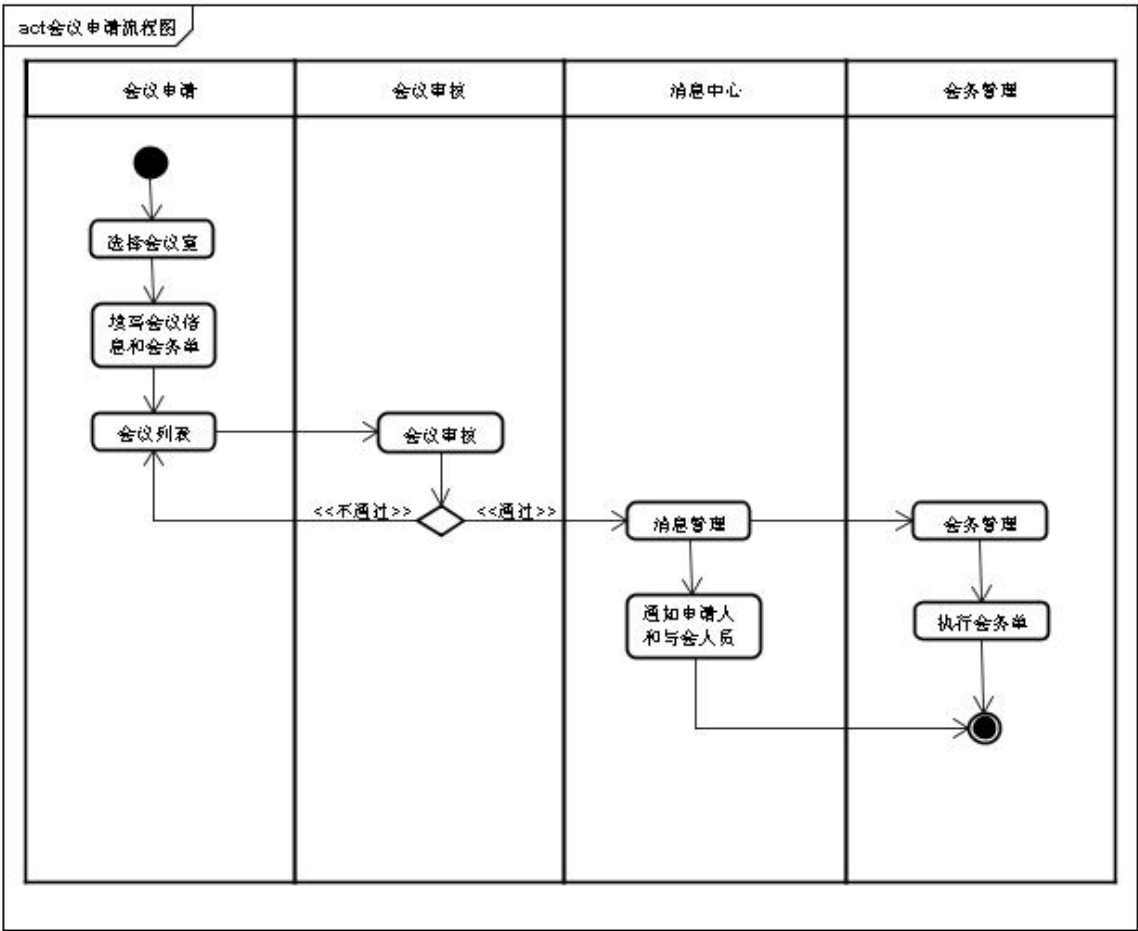 act会议申请流程图
会议申请
会议审核
消息中心
会务管理
选择会议室
填写会议信
息和会务单
会议列表
会议审核
<<不通过>>
<<通过>>
消息管理
会务管理
通知申请人
和与会人员
执行会务单